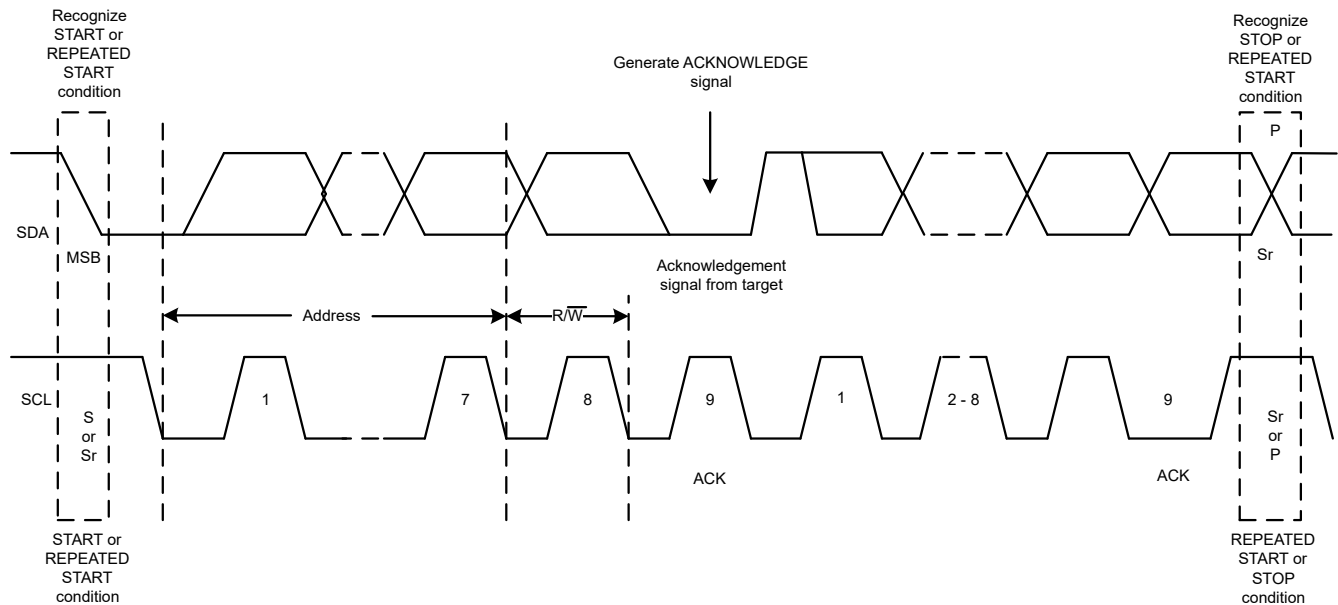 Recognize
START or
REPEATED
START
condition
Recognize
STOP or
REPEATED
START
condition
Generate ACKNOWLEDGE
signal
P
SDA
MSB
Acknowledgement
signal from target
Sr
Address
R/W̅
SCL
S
or
Sr
1
7
8
9
1
2 - 8
9
Sr
or
P
ACK
ACK
START or
REPEATED
START
condition
REPEATED
START or
STOP
condition